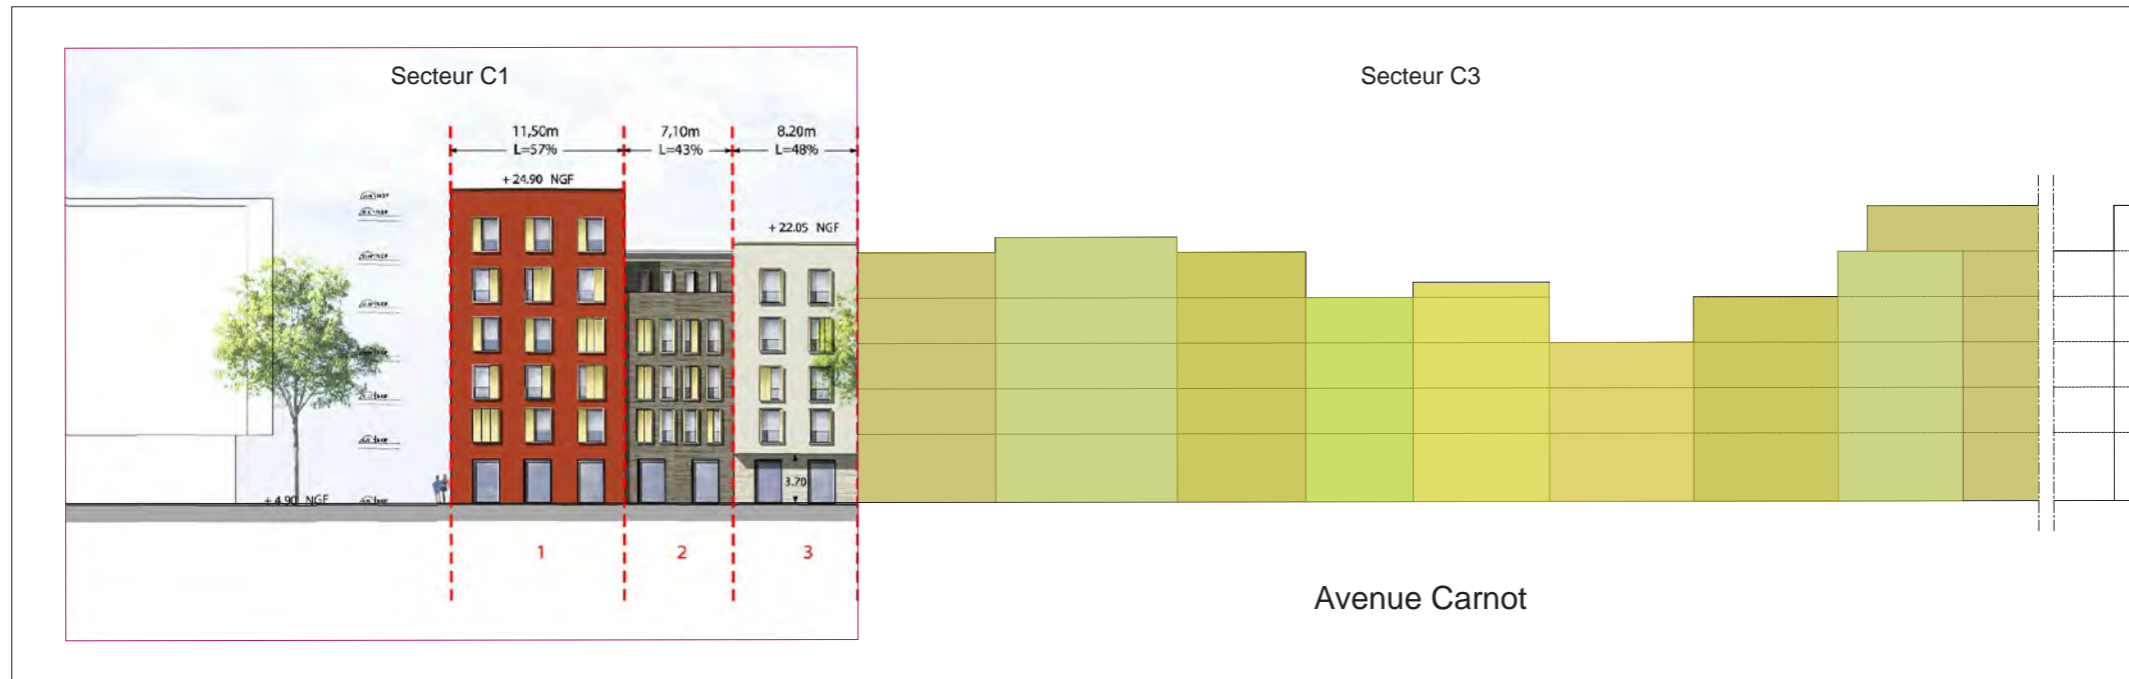 Secteur C1
Secteur C3
11,50m
7,10m
8.20m
L=57%
L=43%
L=48%
+ 24.90 NGF
+ 22.05 NGF
3.70
+ 4.90 NGF
1
2
3
Avenue Carnot